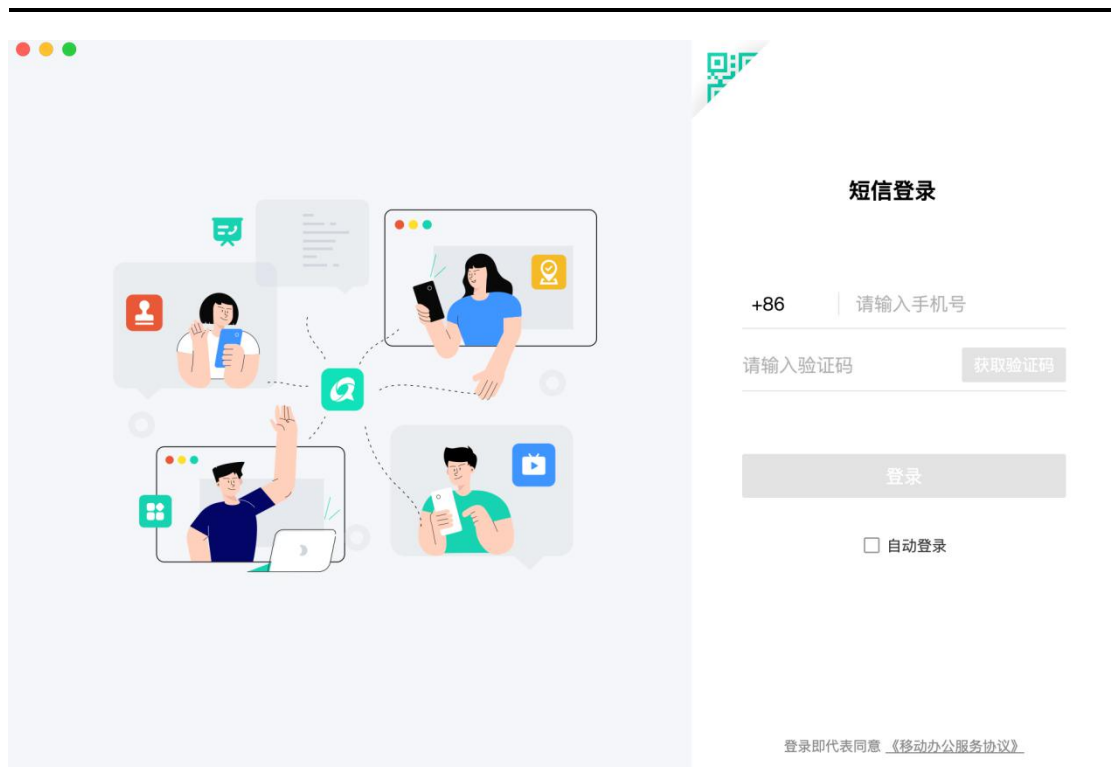 短信登录
+86 请输入手机号
请输入验证码 获取验证码
登录
自动登录
登录即代表同意 《移动办公服务协议》